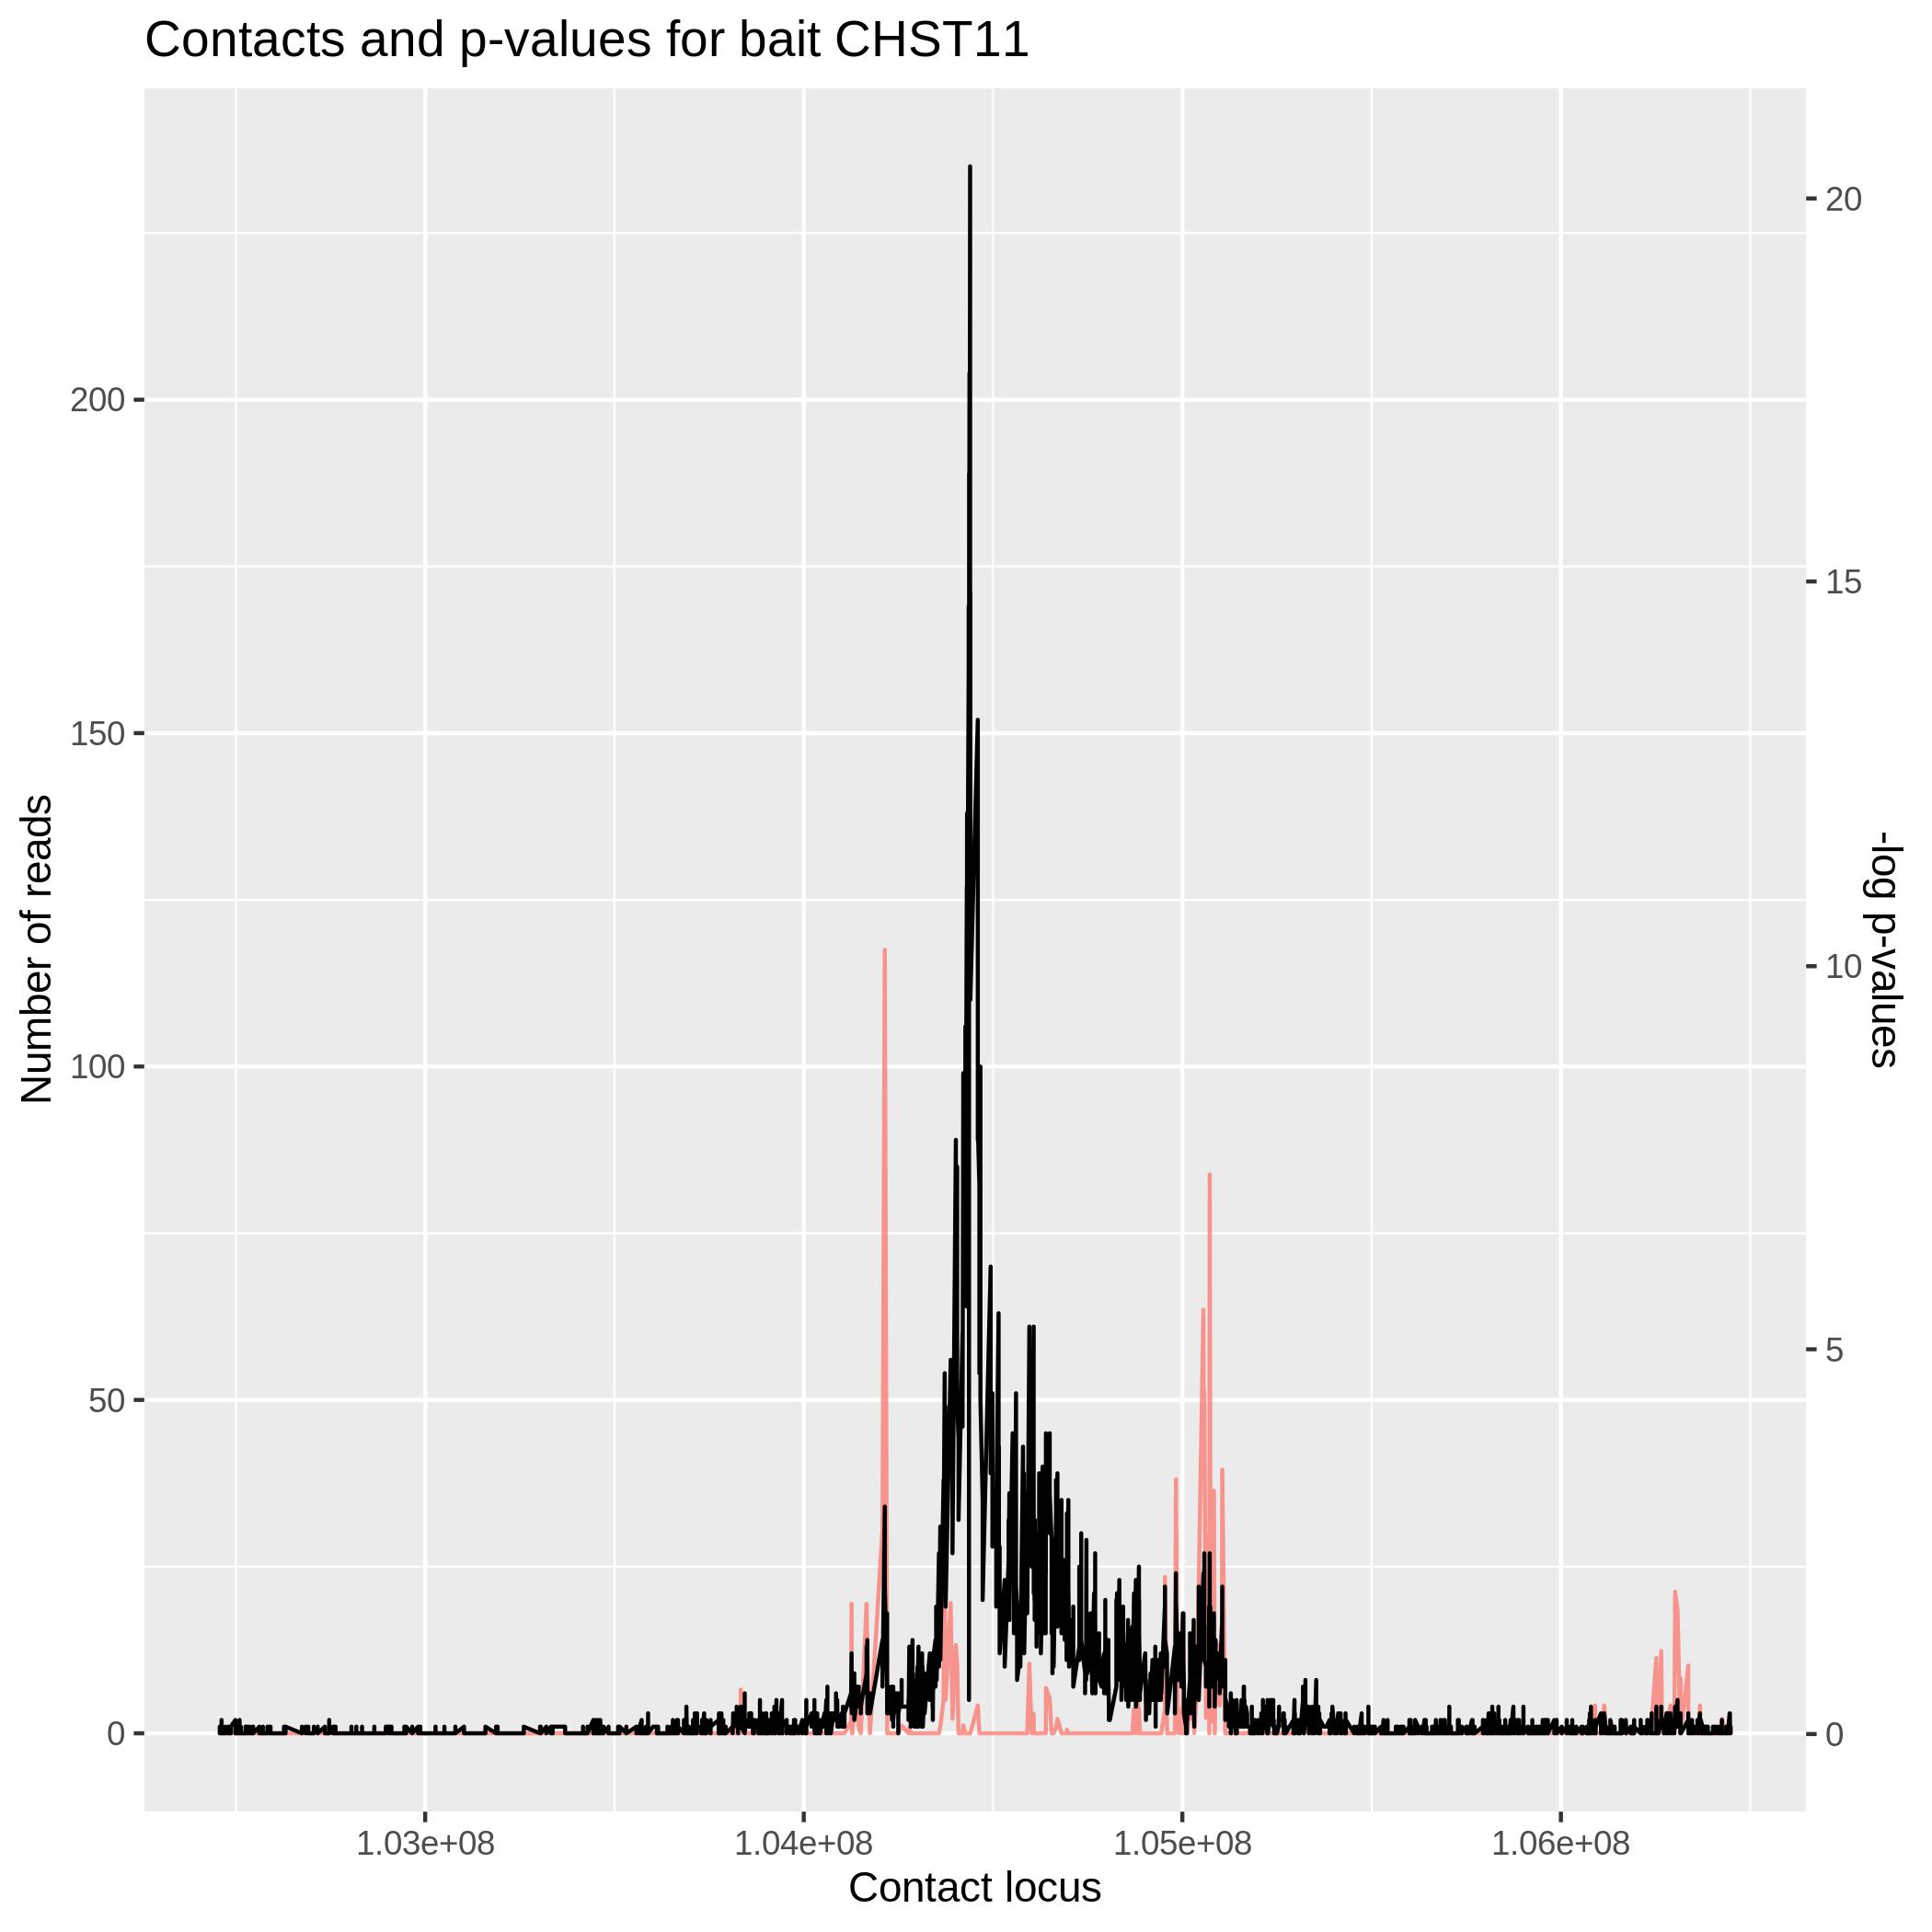 Contacts and p-values for bait CHST11
Number of reads
200
150
100
50
0
20
15
10
5
0
-log p-values
1.03e+08
1.04e+08
1.05e+08
1.06e+08
Contact locus